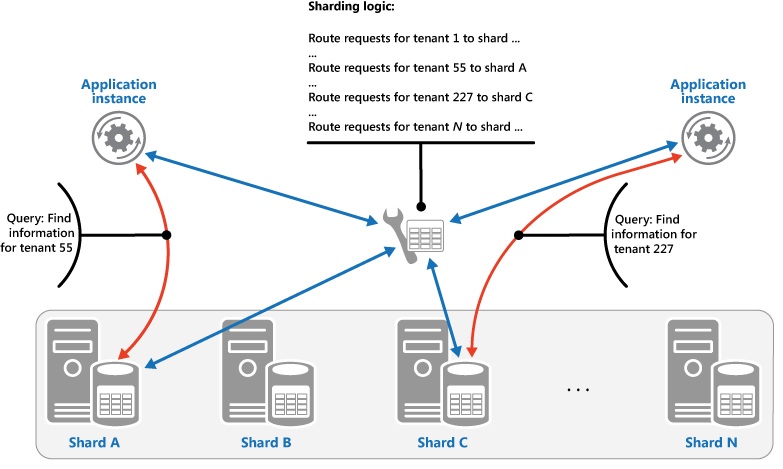 Sharding logic:
Route requests for tenant 1 to shard ...
...
Route requests for tenant 55 to shard A
...
Route requests for tenant 227 to shard C
...
Route requests for tenant N to shard ...
Application
instance
Application
instance
Query: Find
information
for tenant 55
Query: Find
information for
tenant 227
...
Shard A
Shard B
Shard C
Shard N